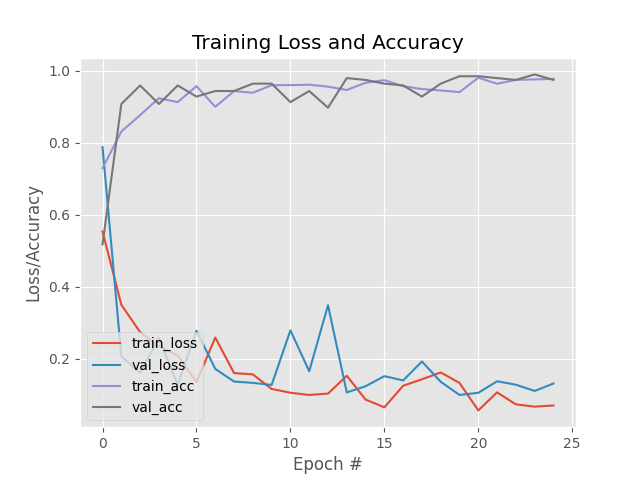 Training Loss and Accuracy
1.0
0.8
0.6
0.4
0.2
Loss/Accuracy
train_loss
val_loss
train_acc
val_acc
0 5 10 15 20 25
Epoch #